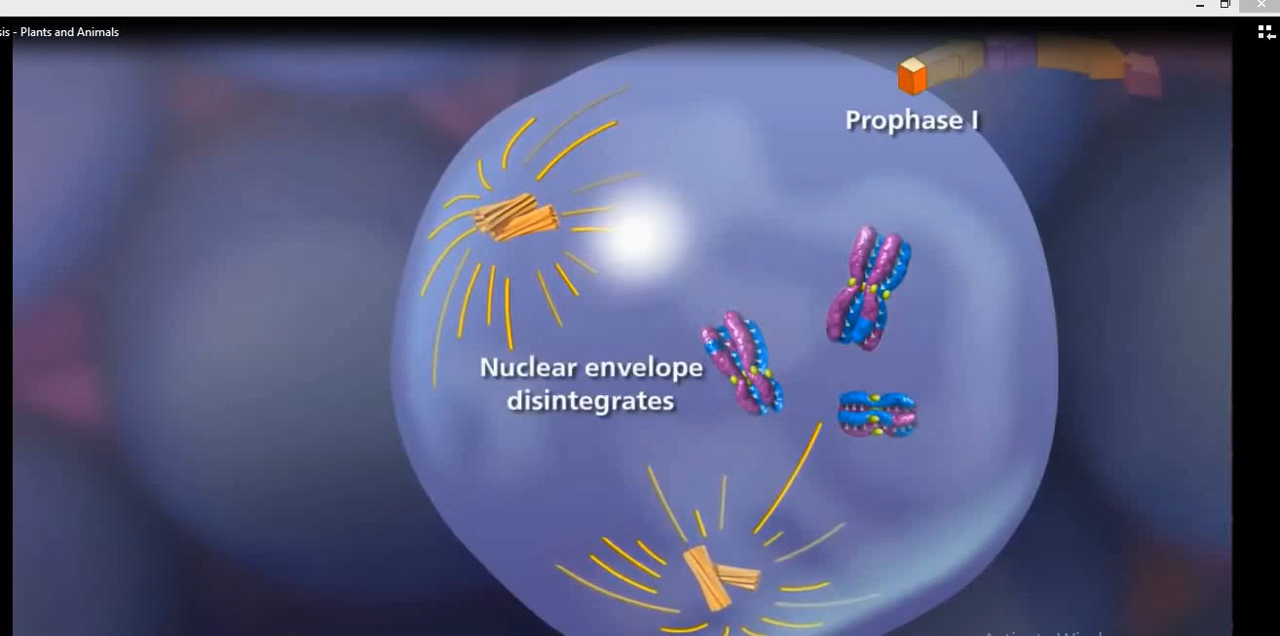 sis - Plants and Animals
Prophase I
Nuclear envelope
disintegrates